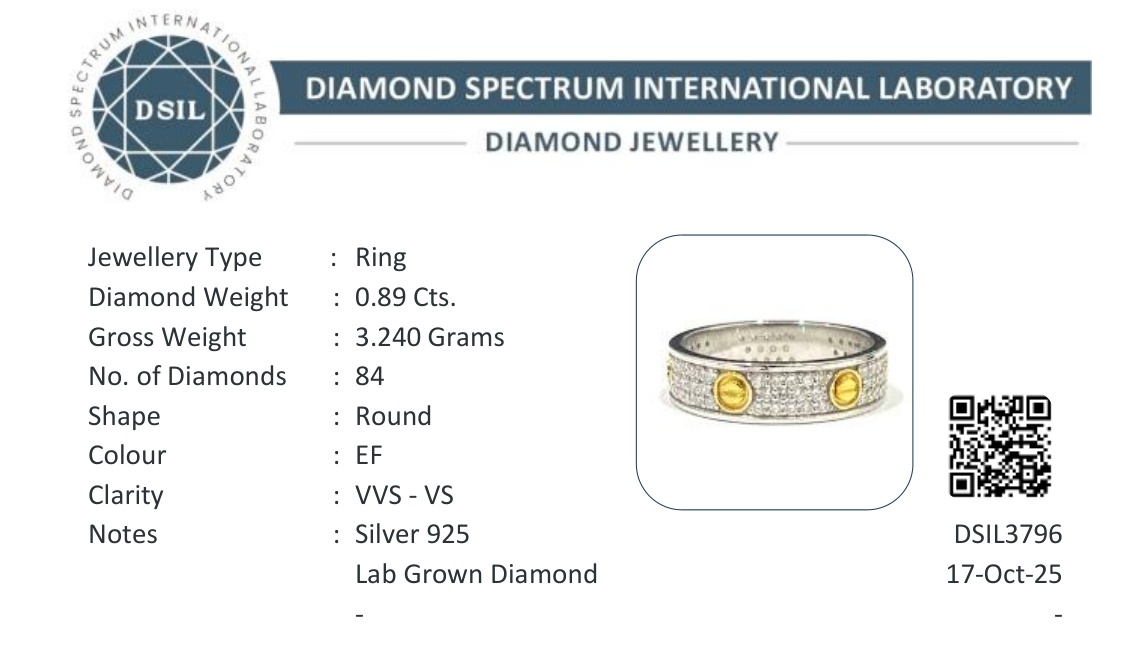 DIAMOND SPECTRUM INTERNATIONAL LABORATORY
DSIL
DIAMOND SPECTRUM INTERNATIONAL LABORATORY
DIAMOND JEWELLERY
Jewellery Type : Ring
Diamond Weight : 0.89 Cts.
Gross Weight : 3.240 Grams
No. of Diamonds : 84
Shape : Round
Colour : EF
Clarity : VVS - VS
Notes : Silver 925
Lab Grown Diamond
-
DSIL3796
17-Oct-25
-